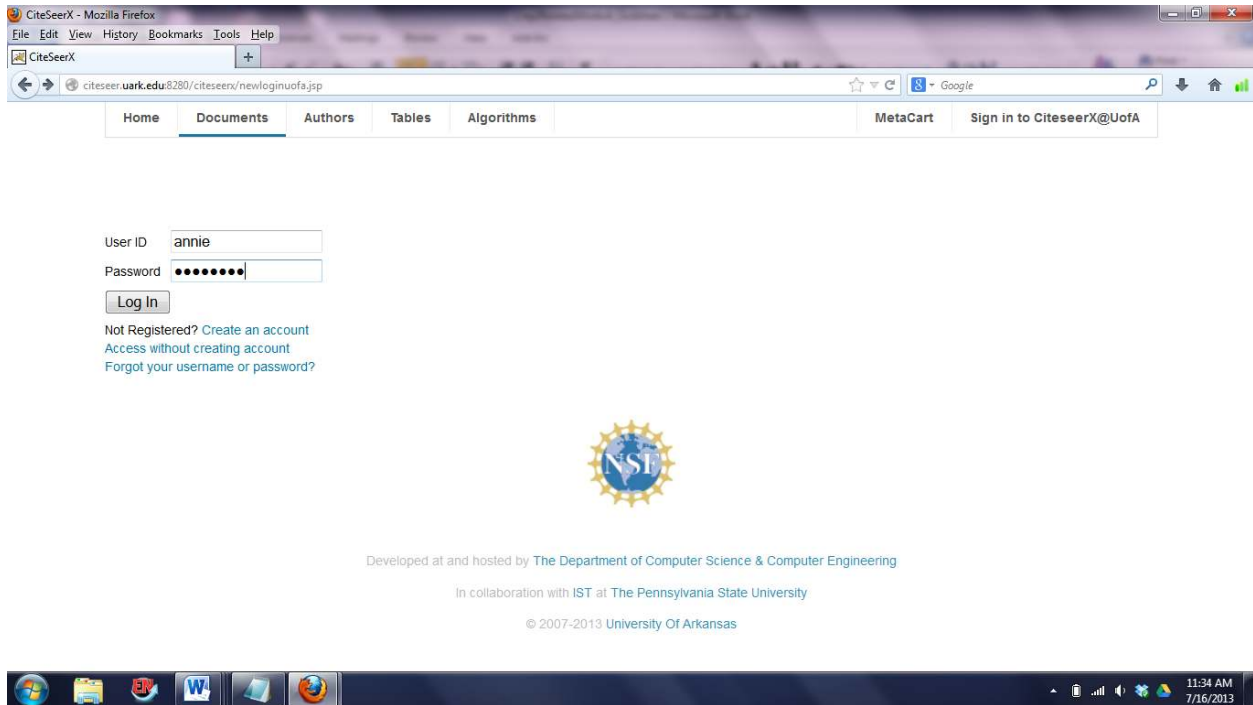 CiteSeerX - Mozilla Firefox
File Edit View History Bookmarks Tools Help
CiteSeerX +
citeseer.uark.edu:8280/citeseerx/newloginuofa.jsp Google
Home Documents Authors Tables Algorithms MetaCart Sign in to CiteseerX@UofA
User ID annie
Password ●●●●●●●●
Log In
Not Registered? Create an account
Access without creating account
Forgot your username or password?
NSF
Developed at and hosted by The Department of Computer Science & Computer Engineering
In collaboration with IST at The Pennsylvania State University
© 2007-2013 University Of Arkansas
11:34 AM
7/16/2013